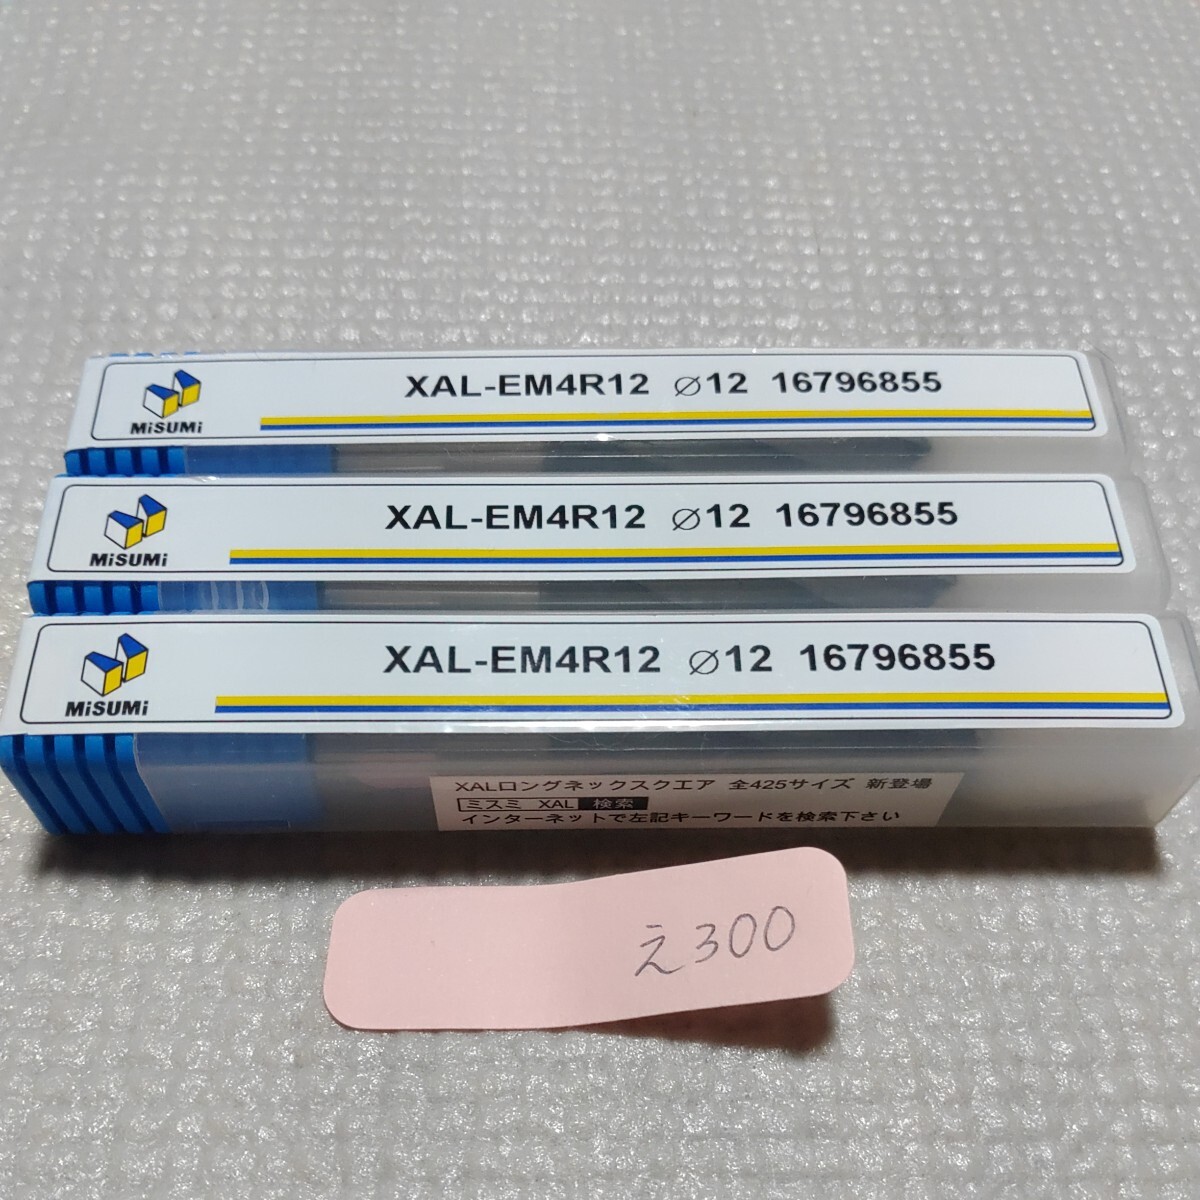 XAL-EM4R12 ⌀12 16796855
MiSUMi
XAL-EM4R12 ⌀12 16796855
MiSUMi
XAL-EM4R12 ⌀12 16796855
MiSUMi
XALロングネックスクエア 全425サイズ 新登場
ミスミ XAL 検索
インターネットで左記キーワードを検索下さい
え300